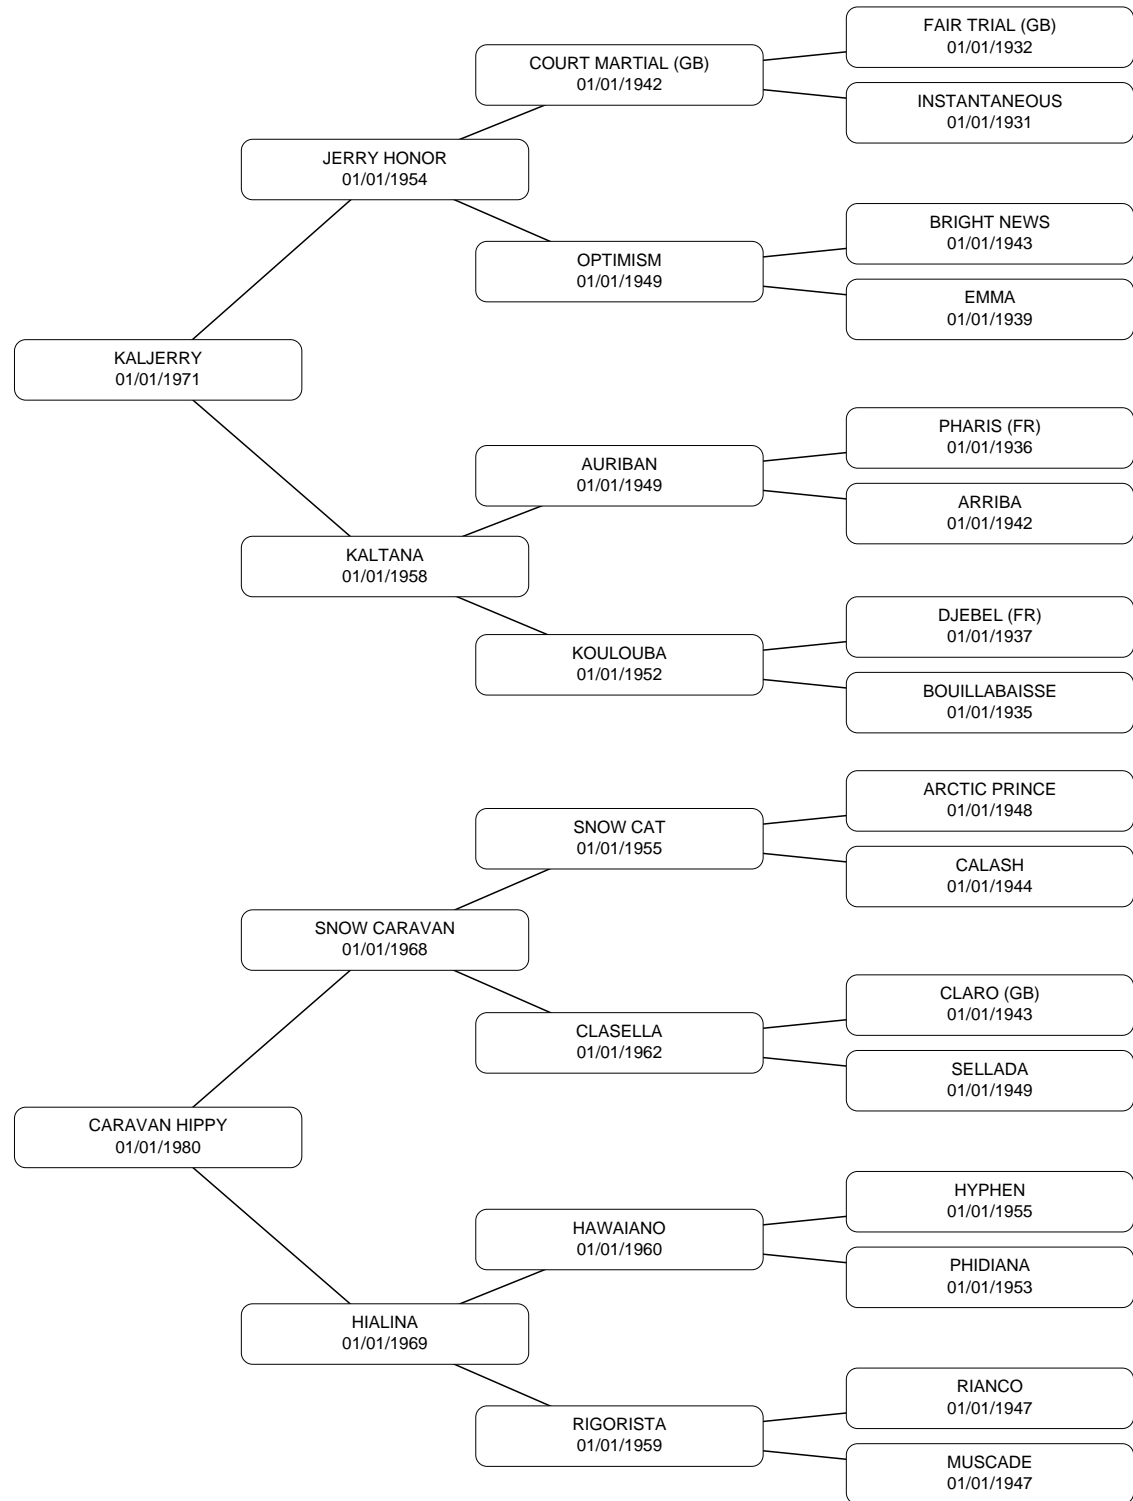 FAIR TRIAL (GB)
01/01/1932
COURT MARTIAL (GB)
01/01/1942
INSTANTANEOUS
01/01/1931
JERRY HONOR
01/01/1954
BRIGHT NEWS
01/01/1943
OPTIMISM
01/01/1949
EMMA
01/01/1939
KALJERRY
01/01/1971
PHARIS (FR)
01/01/1936
AURIBAN
01/01/1949
ARRIBA
01/01/1942
KALTANA
01/01/1958
DJEBEL (FR)
01/01/1937
KOULOUBA
01/01/1952
BOUILLABAISSE
01/01/1935
ARCTIC PRINCE
01/01/1948
SNOW CAT
01/01/1955
CALASH
01/01/1944
SNOW CARAVAN
01/01/1968
CLARO (GB)
01/01/1943
CLASELLA
01/01/1962
SELLADA
01/01/1949
CARAVAN HIPPY
01/01/1980
HYPHEN
01/01/1955
HAWAIANO
01/01/1960
PHIDIANA
01/01/1953
HIALINA
01/01/1969
RIANCO
01/01/1947
RIGORISTA
01/01/1959
MUSCADE
01/01/1947